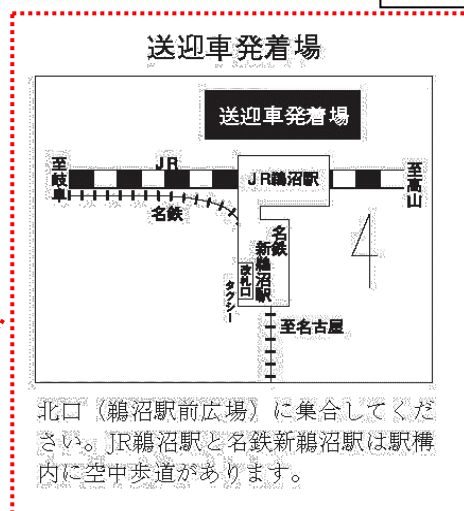 送迎車発着場
送迎車発着場
至岐阜
JR
JR鵜沼駅
至高山
名鉄
名鉄
新鵜沼駅
改札口
タクシー
至名古屋
北口（鵜沼駅前広場）に集合してくだ
さい。JR鵜沼駅と名鉄新鵜沼駅は駅構
内に空中歩道があります。